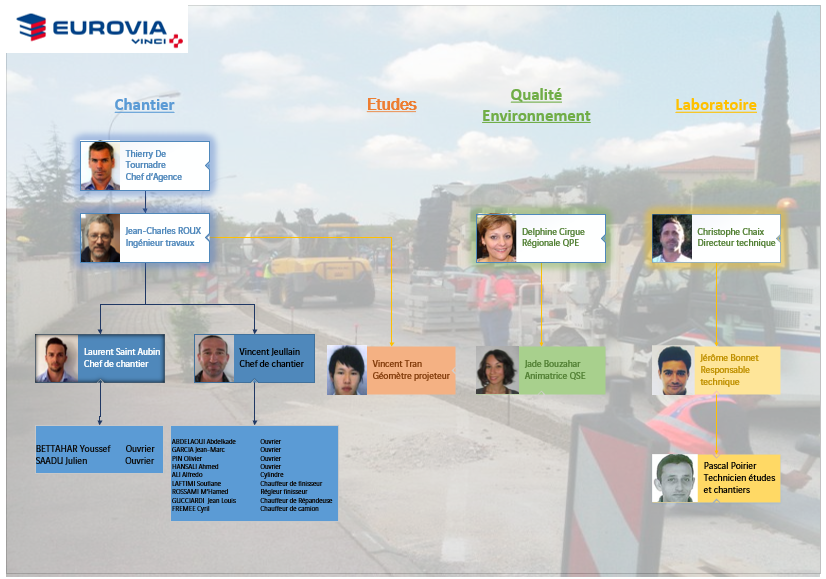 EUROVIA
VINCI
Chantier
Etudes
Qualité
Environnement
Laboratoire
Thierry De
Tournadre
Chef d'Agence
Jean-Charles ROUX
Ingénieur travaux
Delphine Cirgue
Régionale QPE
Christophe Chaix
Directeur technique
Laurent Saint Aubin
Chef de chantier
Vincent Jeullain
Chef de chantier
Vincent Tran
Géomètre projeteur
Jade Bouzahar
Animatrice QSE
Jérôme Bonnet
Responsable
technique
BETTAHAR Youssef Ouvrier
SAADU Julien Ouvrier
ABDELAOUI Abdelkade Ouvrier
GARCIA Jean-Marc Ouvrier
PIN Olivier Ouvrier
HANSALI Ahmed Ouvrier
ALI Alfredo Cylindre
LAFTIMI Soufiane Chauffeur de finisseur
ROSSAMI M'Hamed Régleur finisseur
GUCCIARDI Jean Louis Chauffeur de Répandeuse
FREMEE Cyril Chauffeur de camion
Pascal Poirier
Technicien études
et chantiers